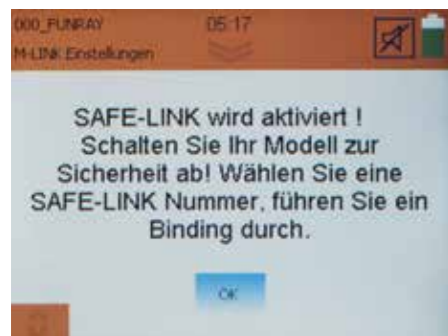 000_FUNRAY 05:17
M-LINK Einstellungen
SAFE-LINK wird aktiviert !
Schalten Sie Ihr Modell zur
Sicherheit ab! Wählen Sie eine
SAFE-LINK Nummer, führen Sie ein
Binding durch.
OK